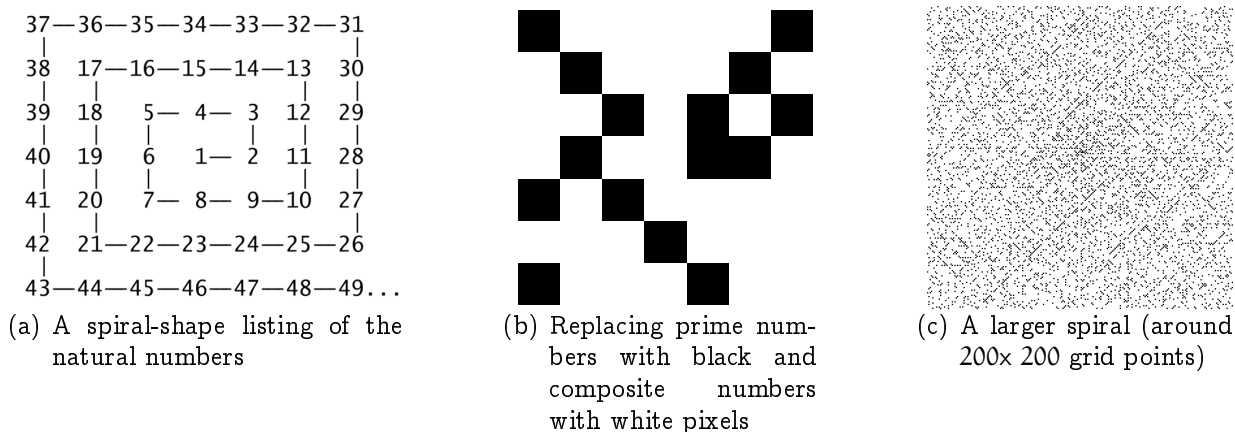 37—36—35—34—33—32—31
38 17—16—15—14—13 30
39 18 5— 4— 3 12 29
40 19 6 1— 2 11 28
41 20 7— 8— 9—10 27
42 21—22—23—24—25—26
43—44—45—46—47—48—49...
(a) A spiral-shape listing of the
natural numbers
(b) Replacing prime num-
bers with black and
composite numbers
with white pixels
(c) A larger spiral (around
200× 200 grid points)